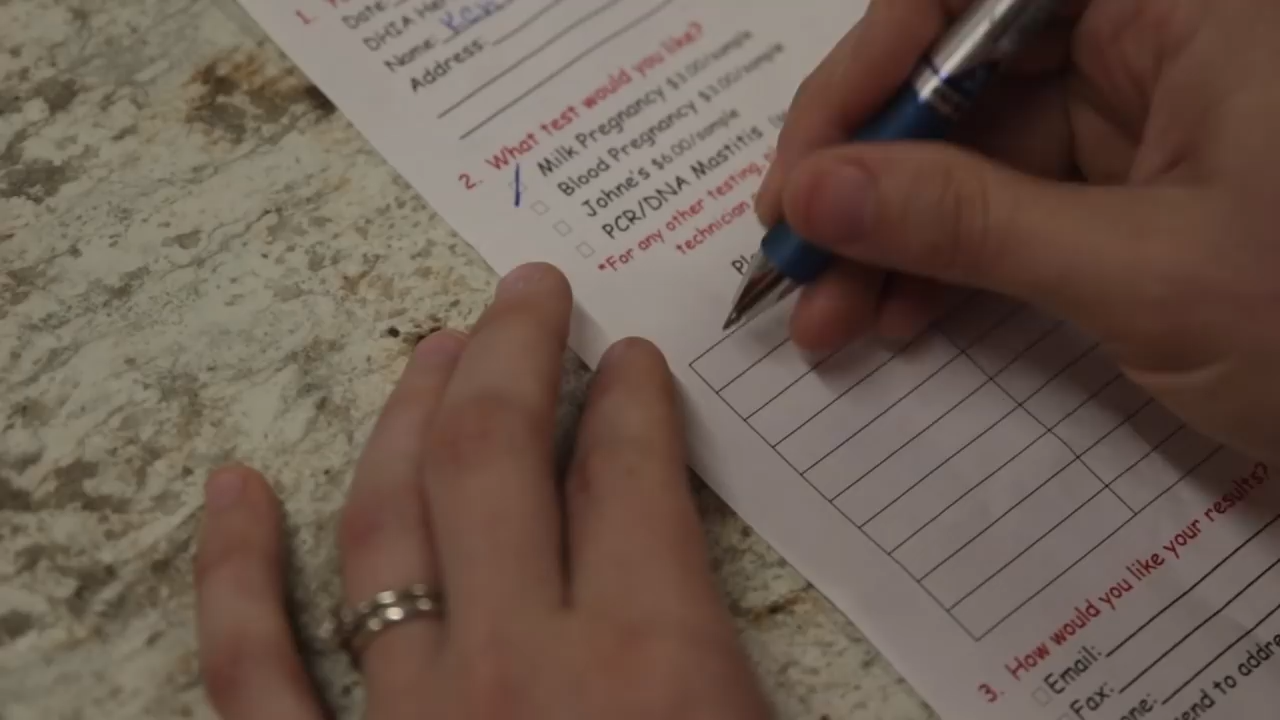 1.
Date:
DHIA
Name:
Address:
2. What test would you like?
Milk Pregnancy $3.00/sample
Blood Pregnancy $3.00/sample
Johne's $6.00/sample
PCR/DNA Mastitis
*For any other testing,
technician
3. How would you like your results?
Email:
Fax: